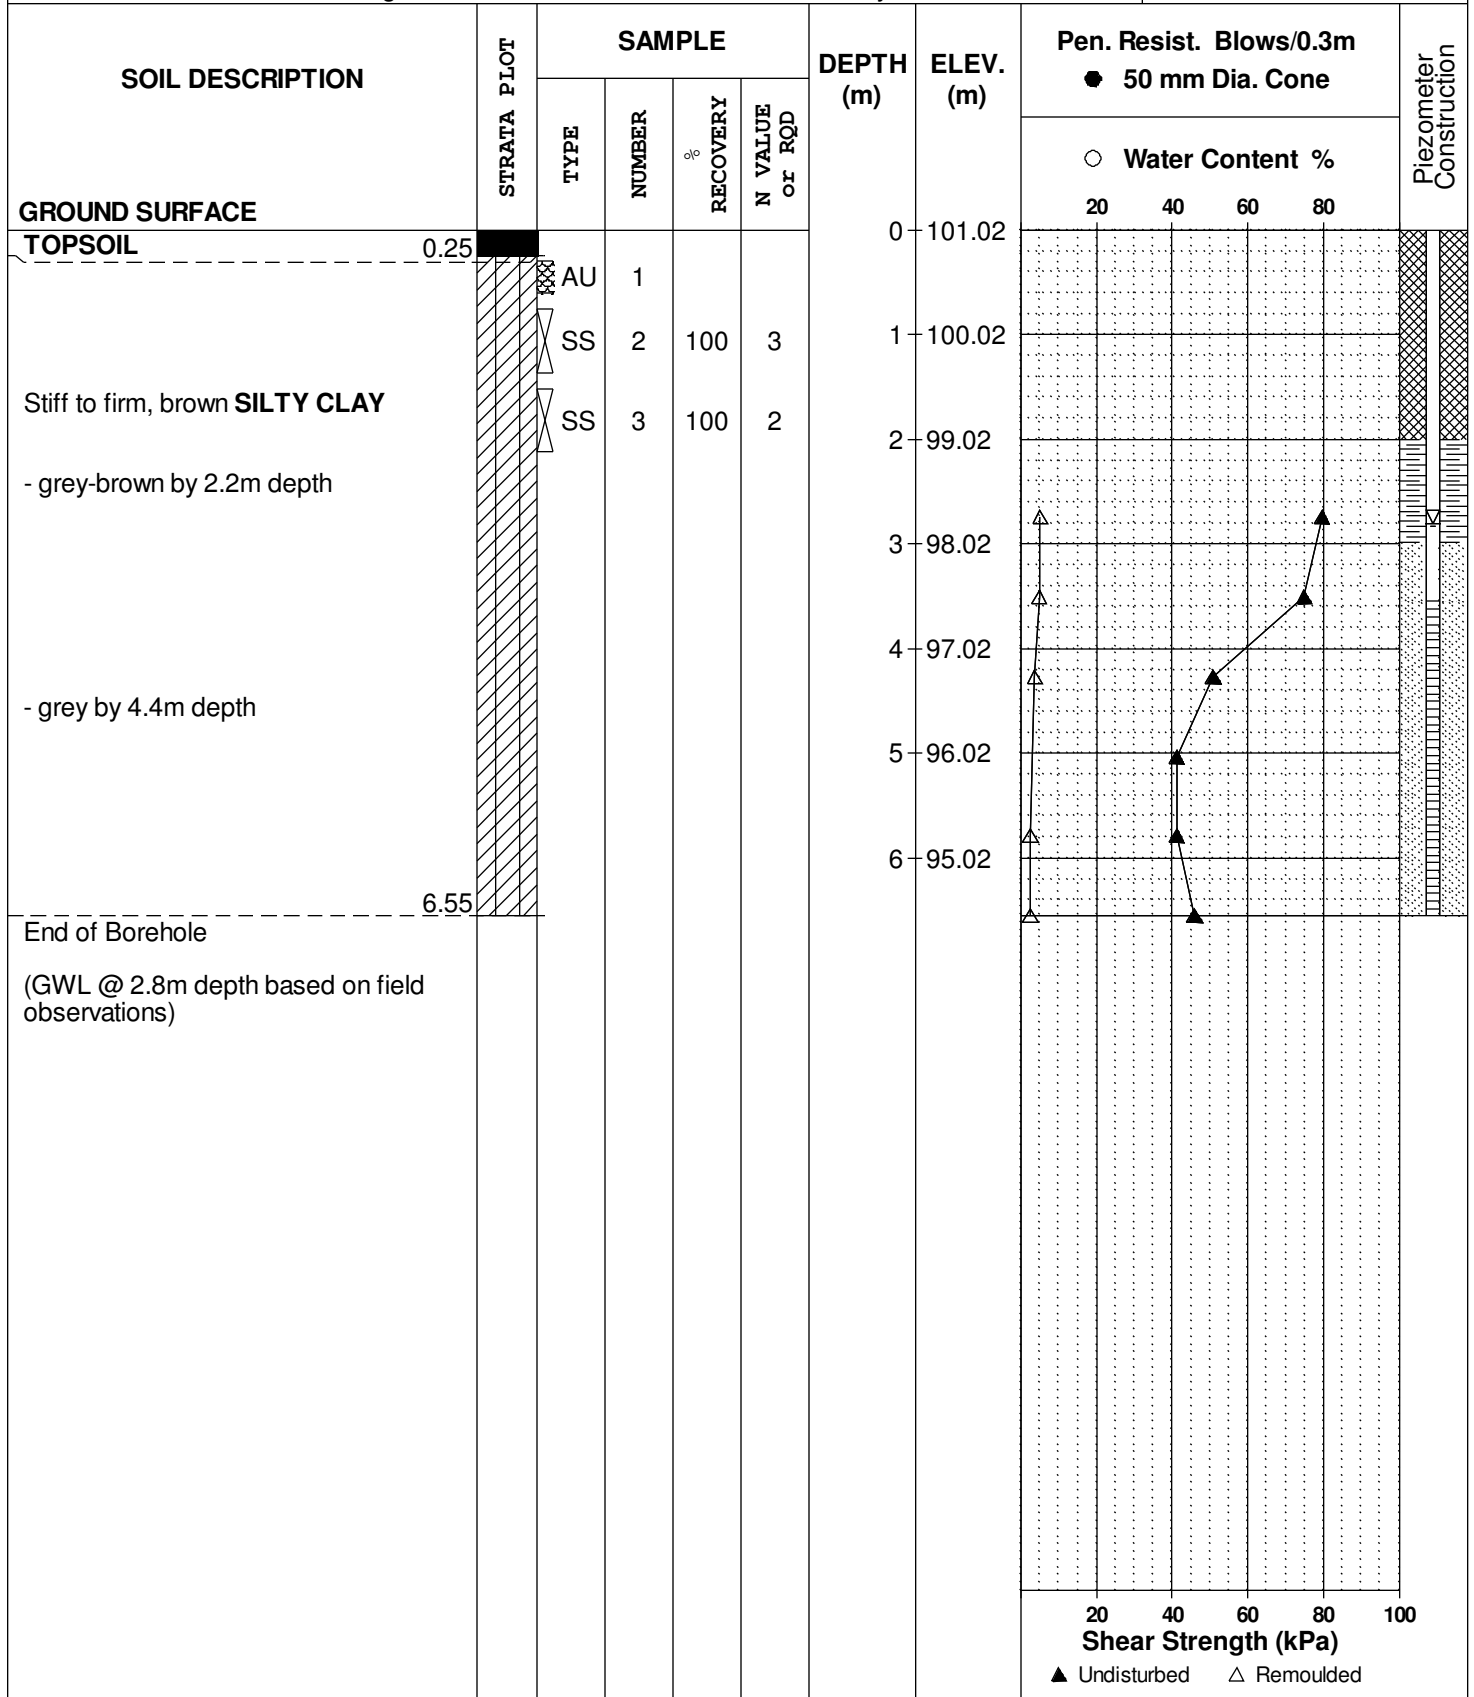 SOIL DESCRIPTION
GROUND SURFACE
STRATA PLOT
SAMPLE
TYPE
NUMBER
%
RECOVERY
N VALUE
or RQD
DEPTH
(m)
ELEV.
(m)
Pen. Resist. Blows/0.3m
● 50 mm Dia. Cone
○ Water Content %
20 40 60 80
Piezometer
Construction
TOPSOIL 0.25
0 101.02
AU 1
SS 2 100 3
1 100.02
Stiff to firm, brown SILTY CLAY
SS 3 100 2
2 99.02
- grey-brown by 2.2m depth
3 98.02
4 97.02
- grey by 4.4m depth
5 96.02
6 95.02
6.55
End of Borehole
(GWL @ 2.8m depth based on field
observations)
20 40 60 80 100
Shear Strength (kPa)
▲ Undisturbed △ Remoulded